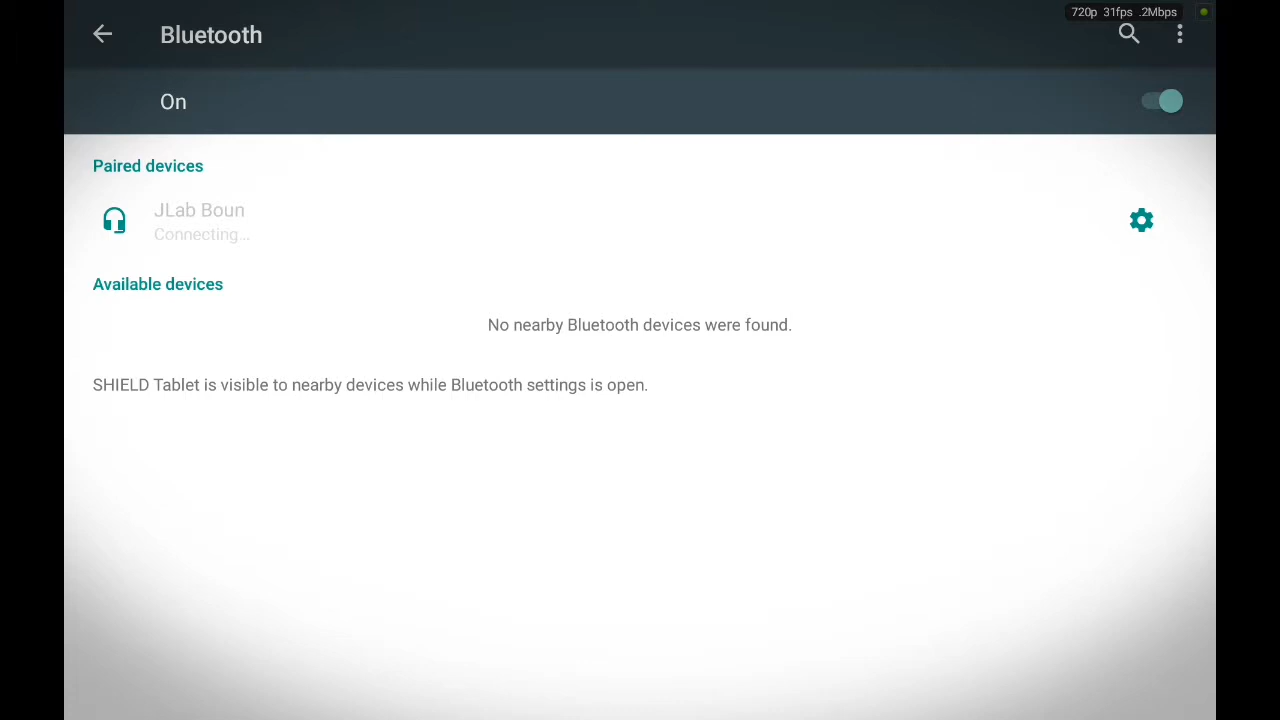 720p 31fps .2Mbps
Bluetooth
On
Paired devices
JLab Boun
Connecting...
Available devices
No nearby Bluetooth devices were found.
SHIELD Tablet is visible to nearby devices while Bluetooth settings is open.